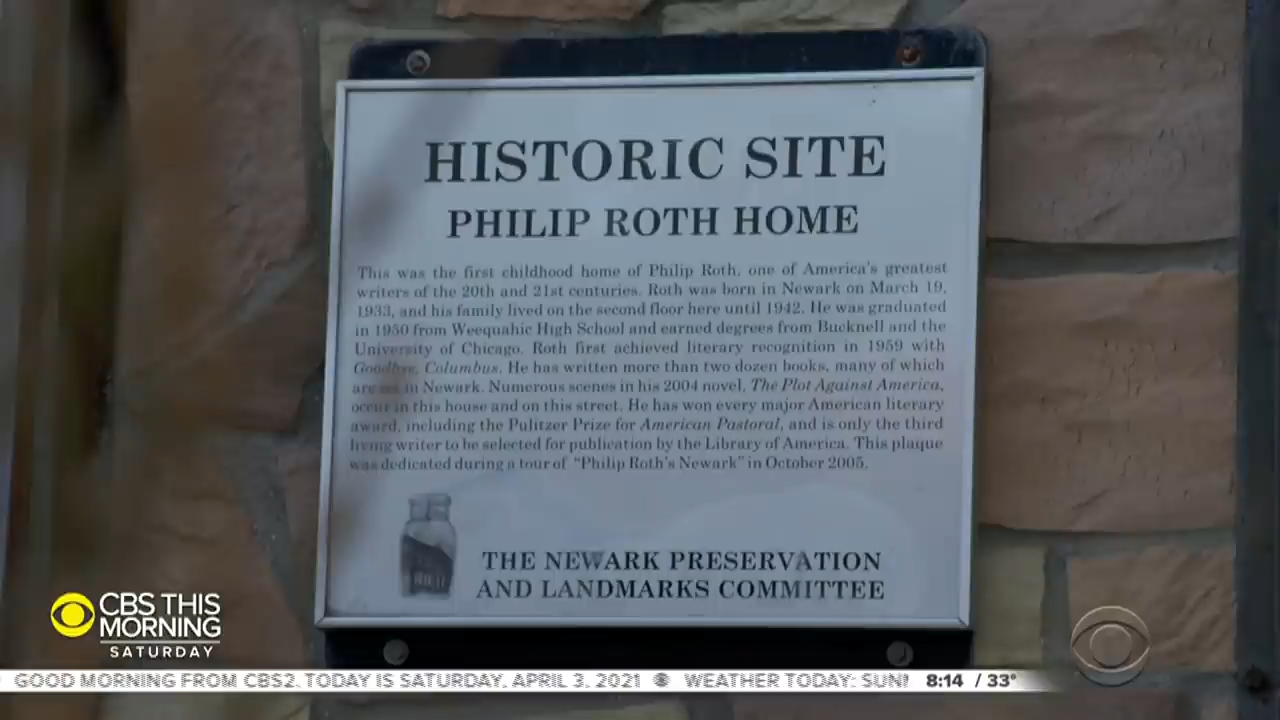 HISTORIC SITE
PHILIP ROTH HOME
This was the first childhood home of Philip Roth, one of America's greatest
writers of the 20th and 21st centuries. Roth was born in Newark on March 19,
1933, and his family lived on the second floor here until 1942. He was graduated
in 1950 from Weequahic High School and earned degrees from Bucknell and the
University of Chicago. Roth first achieved literary recognition in 1959 with
Goodbye, Columbus. He has written more than two dozen books, many of which
are set in Newark. Numerous scenes in his 2004 novel, The Plot Against America,
occur in this house and on this street. He has won every major American literary
award, including the Pulitzer Prize for American Pastoral, and is only the third
living writer to be selected for publication by the Library of America. This plaque
was dedicated during a tour of "Philip Roth's Newark" in October 2005.
THE NEWARK PRESERVATION
AND LANDMARKS COMMITTEE
CBS THIS
MORNING
SATURDAY
GOOD MORNING FROM CBS2. TODAY IS SATURDAY, APRIL 3, 2021 WEATHER TODAY: 8:14 / 33°